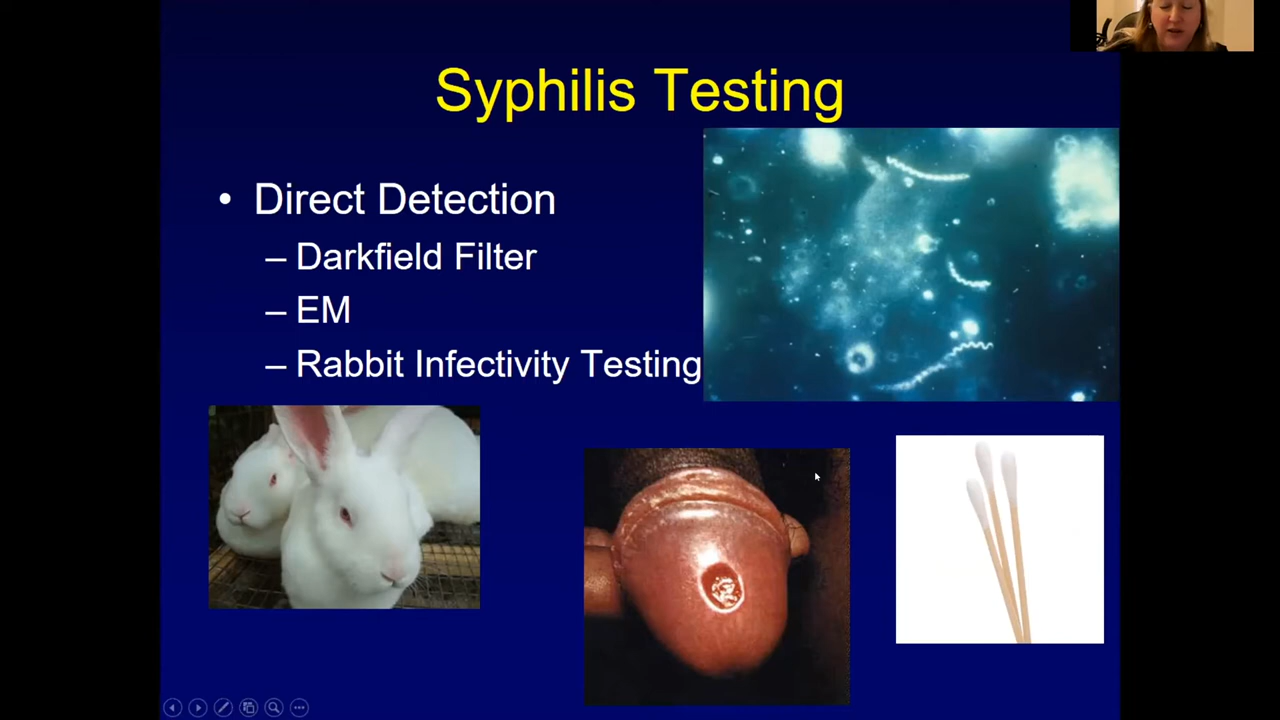 Syphilis Testing
• Direct Detection
– Darkfield Filter
– EM
– Rabbit Infectivity Testing